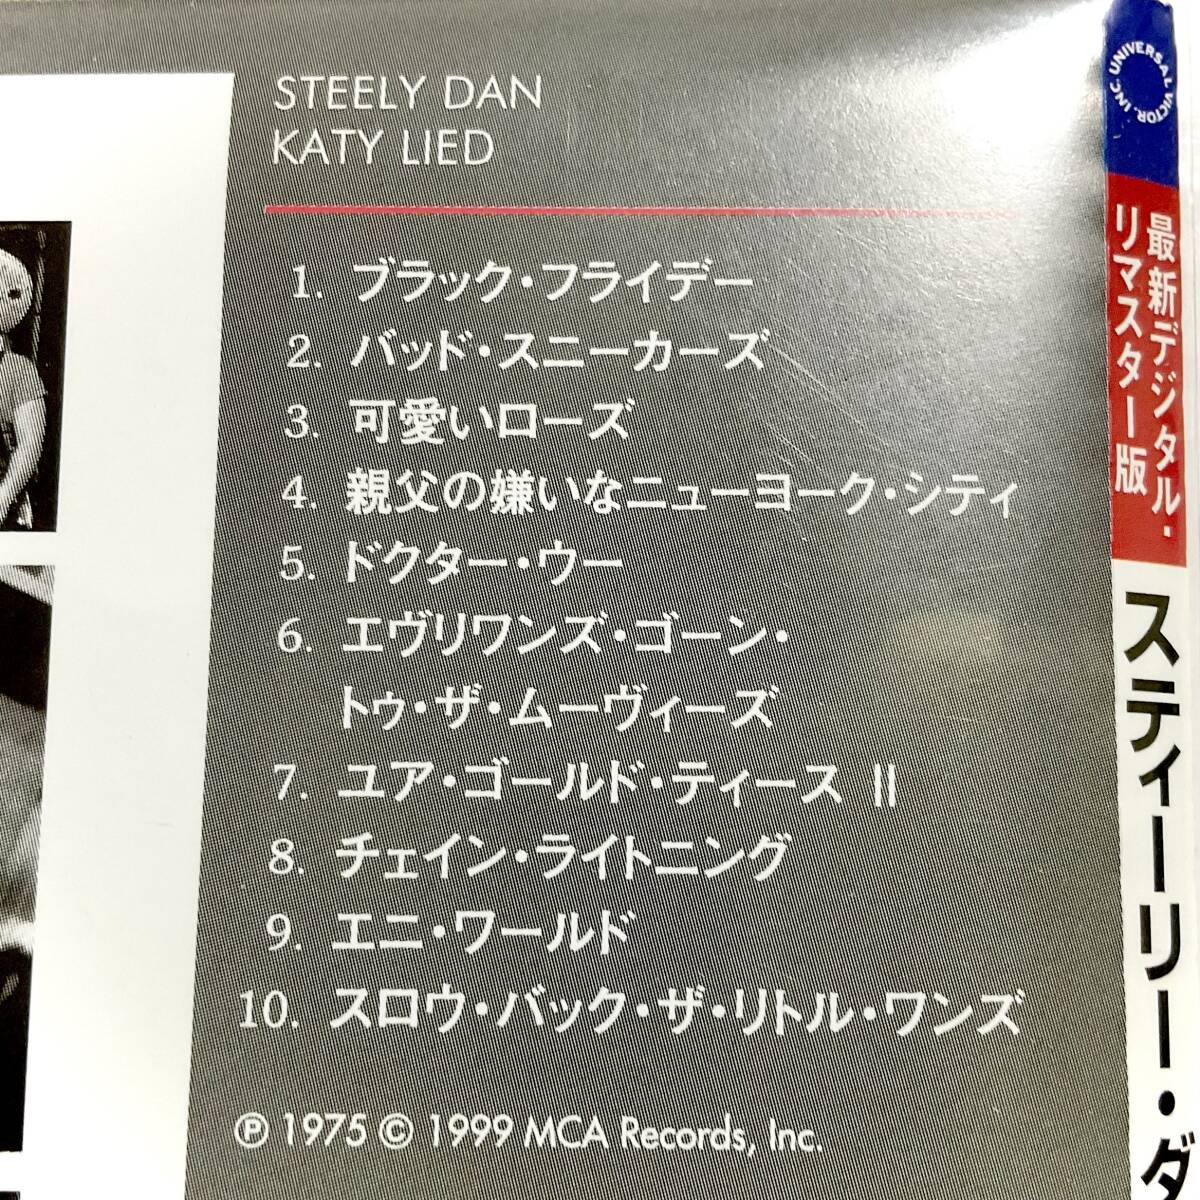 STEELY DAN
KATY LIED
1. ブラック・フライデー
2. バッド・スニーカーズ
3. 可愛いローズ
4. 親父の嫌いなニューヨーク・シティ
5. ドクター・ウー
6. エヴリワンズ・ゴーン・
トゥ・ザ・ムーヴィーズ
7. ユア・ゴールド・ティース II
8. チェイン・ライトニング
9. エニ・ワールド
10. スロウ・バック・ザ・リトル・ワンズ
Ⓟ 1975 © 1999 MCA Records, Inc.
UNIVERSAL VICTOR, INC.
最新デジタル・
リマスター版
スティーリー・ダ